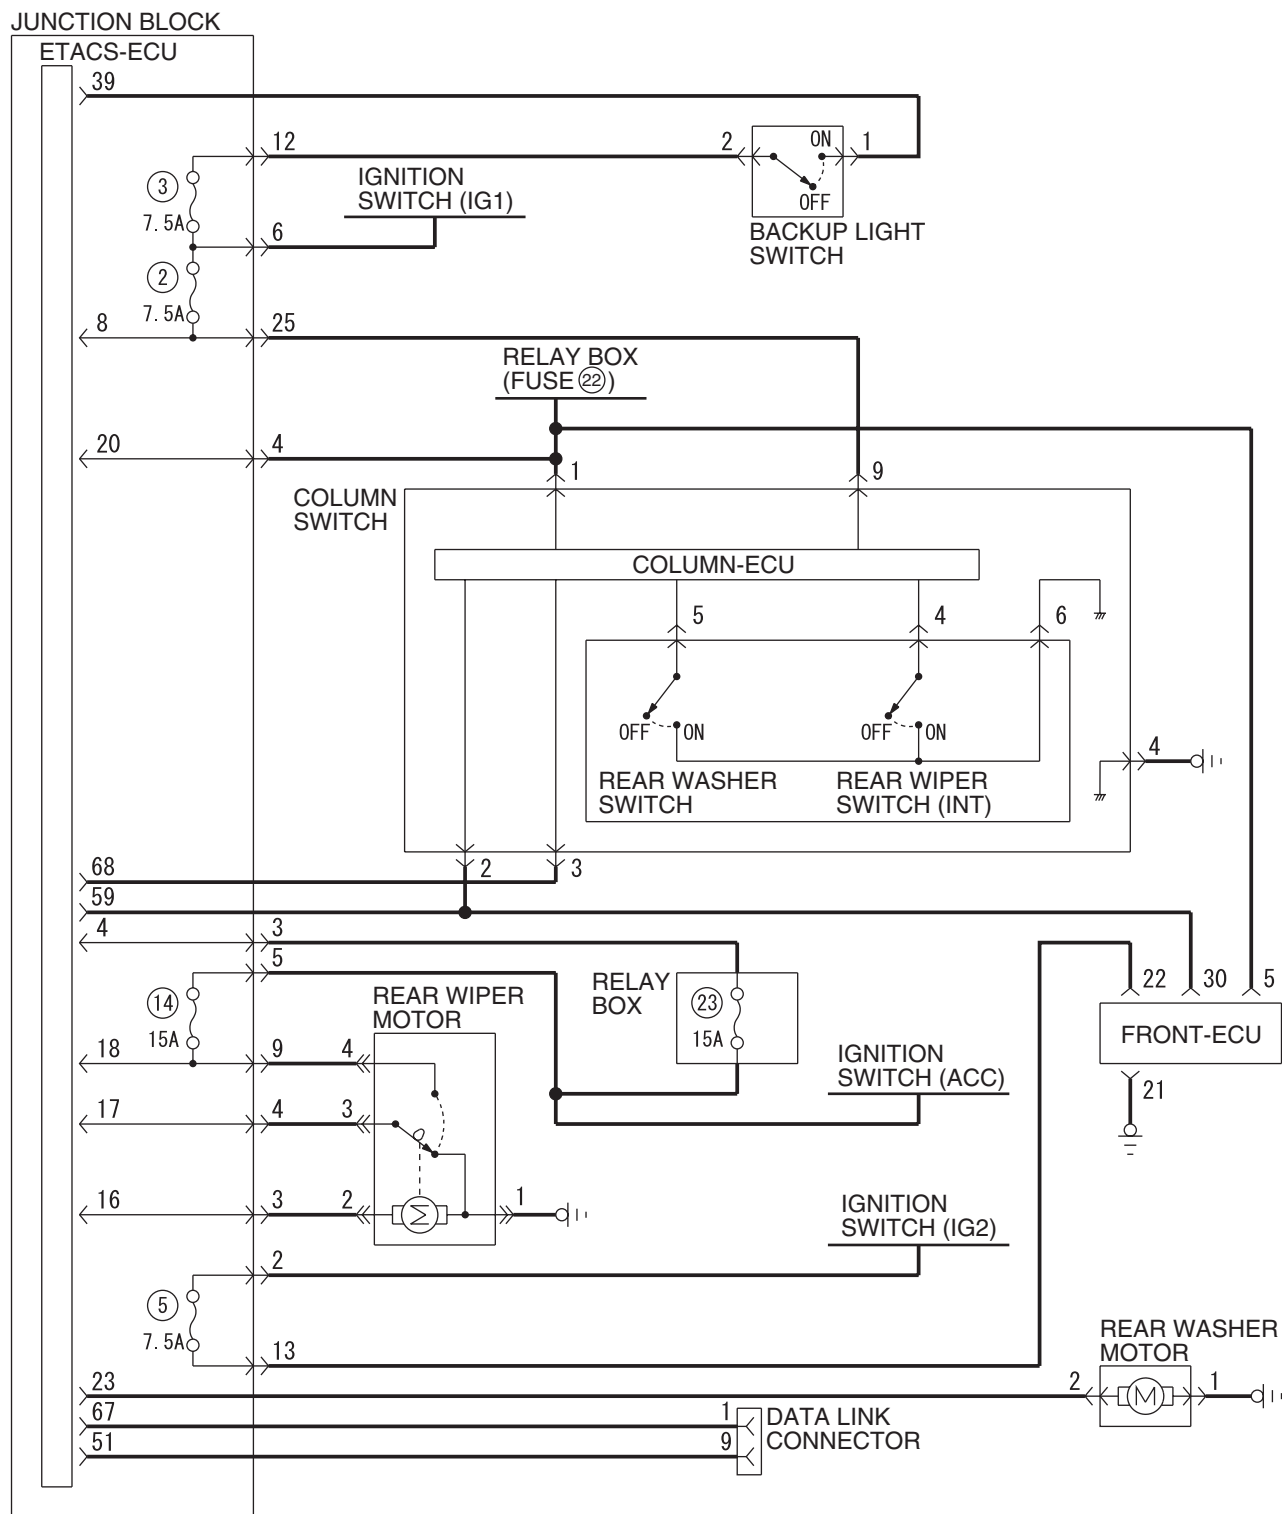 JUNCTION BLOCK
ETACS-ECU
39
12
2
ON
1
OFF
BACKUP LIGHT
SWITCH
3
7.5A
IGNITION
SWITCH (IG1)
6
2
7.5A
8
25
RELAY BOX
(FUSE 22)
20
4
1
9
COLUMN
SWITCH
COLUMN-ECU
5
4
6
OFF
ON
OFF
ON
REAR WASHER
SWITCH
REAR WIPER
SWITCH (INT)
4
68
2
3
59
4
3
5
14
15A
REAR WIPER
MOTOR
RELAY
BOX
23
15A
22
30
5
FRONT-ECU
21
IGNITION
SWITCH (ACC)
18
9
4
17
4
3
16
3
2
M
1
IGNITION
SWITCH (IG2)
2
5
7.5A
13
REAR WASHER
MOTOR
23
2
M
1
67
1
DATA LINK
CONNECTOR
51
9